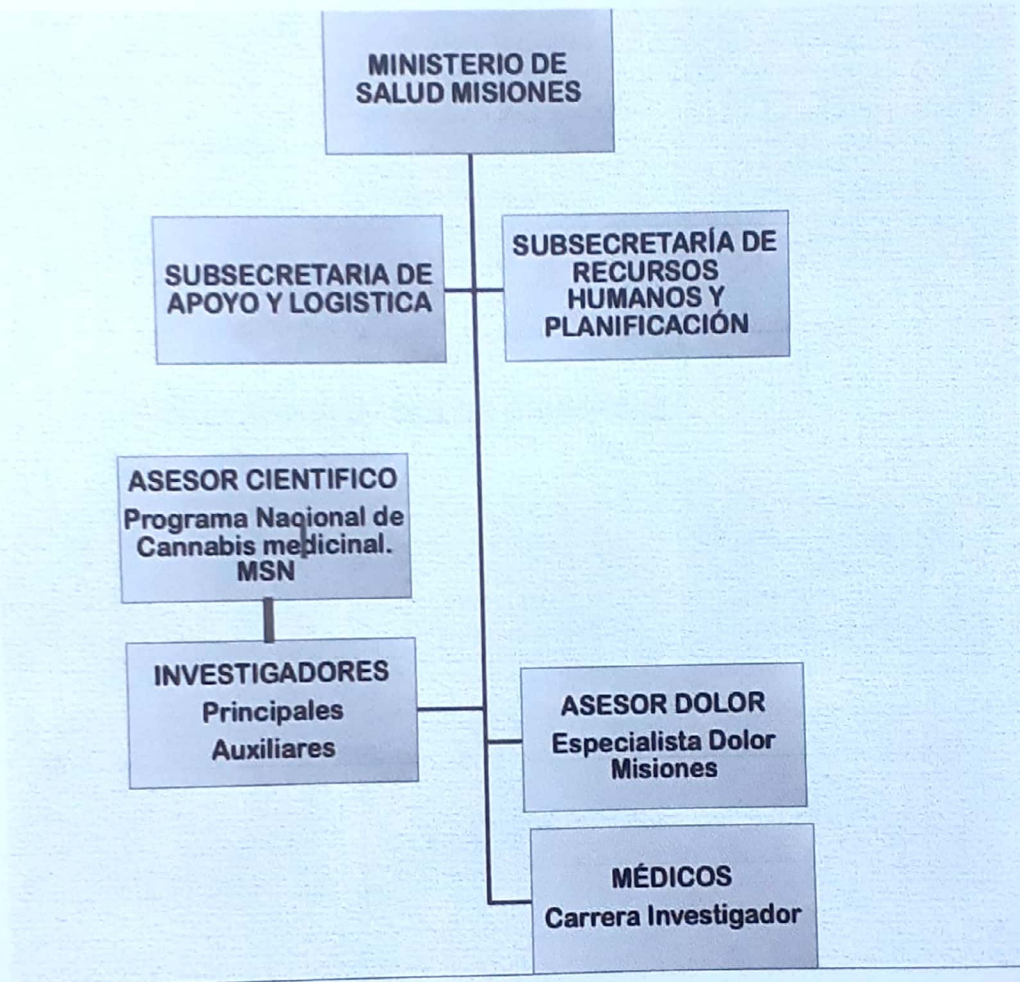 MINISTERIO DE
SALUD MISIONES
SUBSECRETARIA DE
APOYO Y LOGISTICA
SUBSECRETARÍA DE
RECURSOS
HUMANOS Y
PLANIFICACIÓN
ASESOR CIENTIFICO
Programa Nacional de
Cannabis medicinal.
MSN
INVESTIGADORES
Principales
Auxiliares
ASESOR DOLOR
Especialista Dolor
Misiones
MÉDICOS
Carrera Investigador